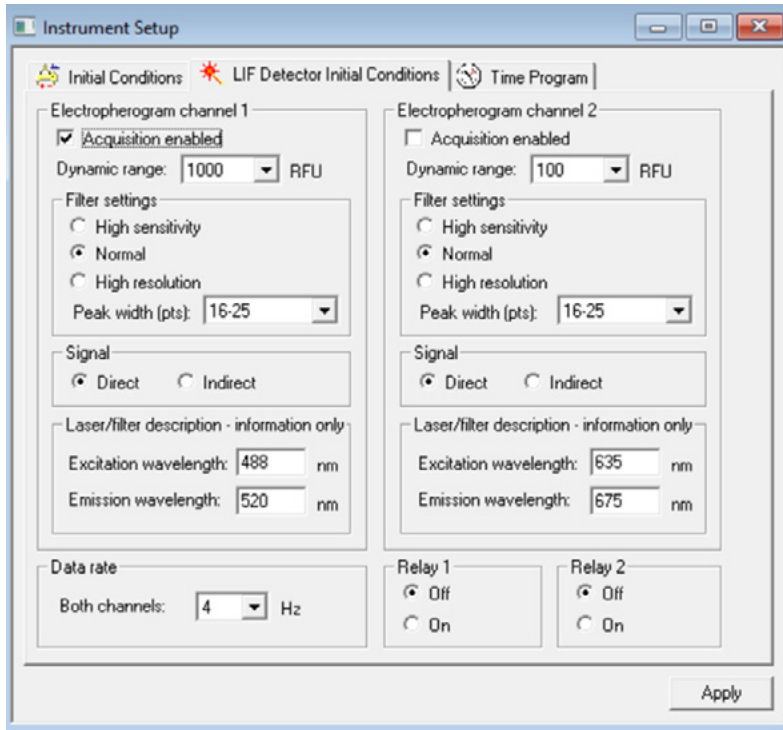 Instrument Setup
Initial Conditions LIF Detector Initial Conditions Time Program
Electropherogram channel 1
Acquisition enabled
Dynamic range: 1000 RFU
Filter settings
High sensitivity
Normal
High resolution
Peak width (pts): 16-25
Signal
Direct Indirect
Laser/filter description - information only
Excitation wavelength: 488 nm
Emission wavelength: 520 nm
Electropherogram channel 2
Acquisition enabled
Dynamic range: 100 RFU
Filter settings
High sensitivity
Normal
High resolution
Peak width (pts): 16-25
Signal
Direct Indirect
Laser/filter description - information only
Excitation wavelength: 635 nm
Emission wavelength: 675 nm
Data rate
Both channels: 4 Hz
Relay 1
Off
On
Relay 2
Off
On
Apply